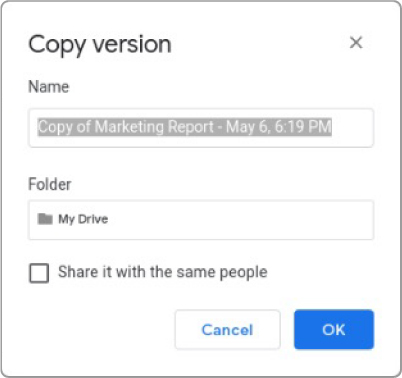 Copy version
Name
Copy of Marketing Report - May 6, 6:19 PM
Folder
My Drive
Share it with the same people
Cancel OK